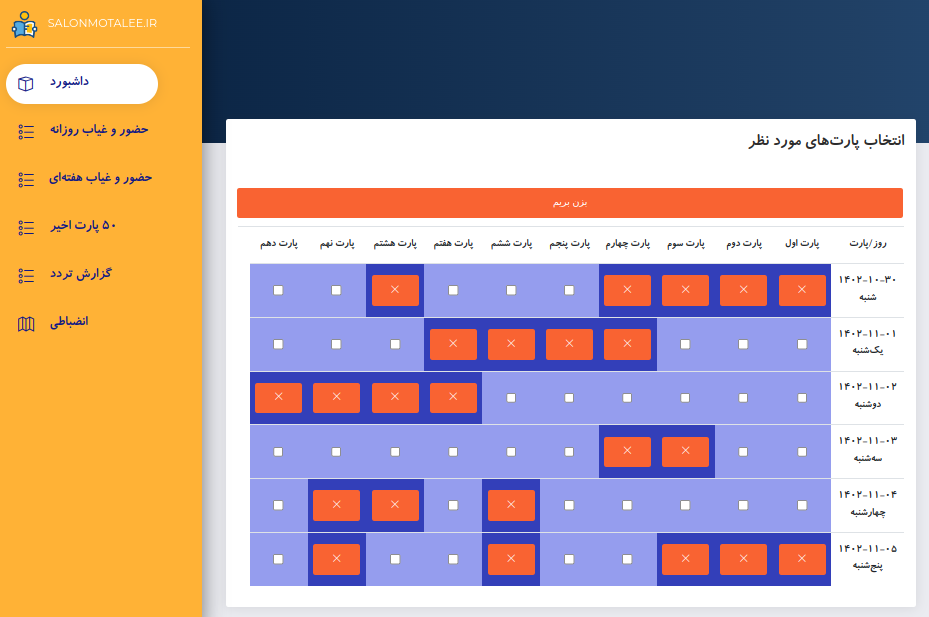 SALONMOTALEE.IR
داشبورد
حضور و غیاب روزانه
حضور و غیاب هفته‌ای
۵۰ پارت اخیر
گزارش تردد
انضباطی
انتخاب پارت‌های مورد نظر
بزن بریم
روز/پارت پارت اول پارت دوم پارت سوم پارت چهارم پارت پنجم پارت ششم پارت هفتم پارت هشتم پارت نهم پارت دهم
۱۴۰۲-۱۰-۳۰
شنبه
۱۴۰۲-۱۱-۰۱
یک‌شنبه
۱۴۰۲-۱۱-۰۲
دوشنبه
۱۴۰۲-۱۱-۰۳
سه‌شنبه
۱۴۰۲-۱۱-۰۴
چهارشنبه
۱۴۰۲-۱۱-۰۵
پنج‌شنبه